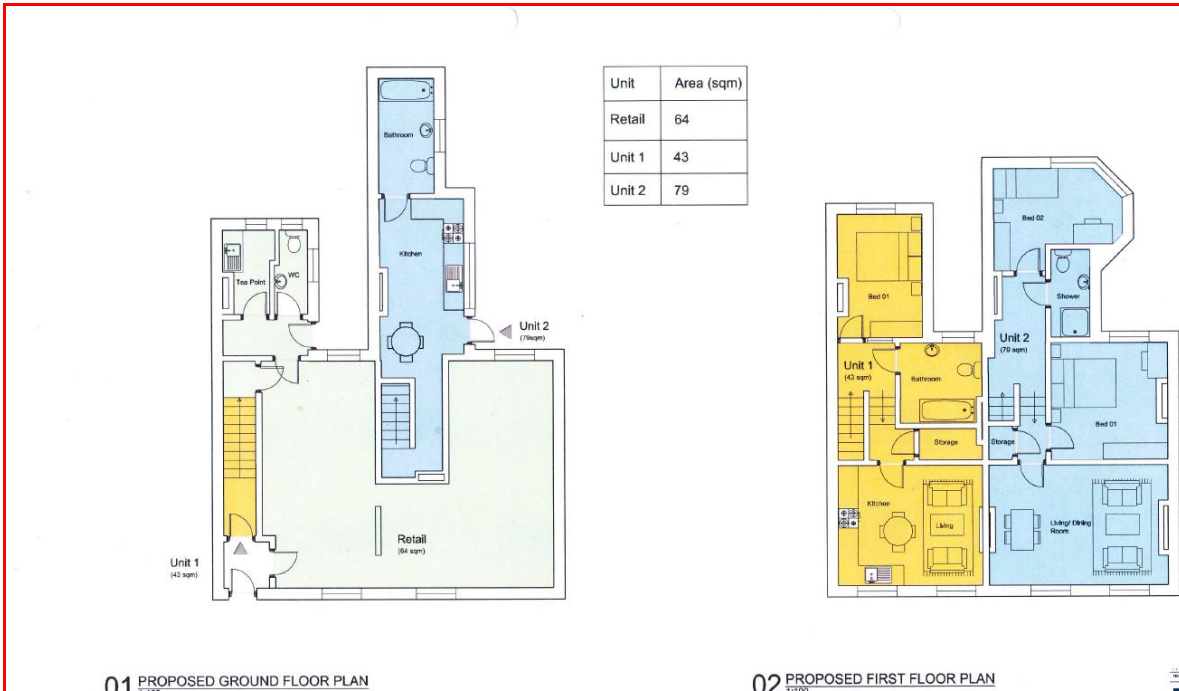 Unit Area (sqm)
Retail 64
Unit 1 43
Unit 2 79
Bathroom
Kitchen
Tea Point
WC
Unit 2
(79sqm)
Retail
(64 sqm)
Unit 1
(43 sqm)
01 PROPOSED GROUND FLOOR PLAN
Bed 02
Bed 01
Shower
Unit 2
(79 sqm)
Unit 1
(43 sqm)
Bathroom
Bed 01
Storage
Storage
Kitchen
Living
Living/ Dining
Room
02 PROPOSED FIRST FLOOR PLAN
1:100